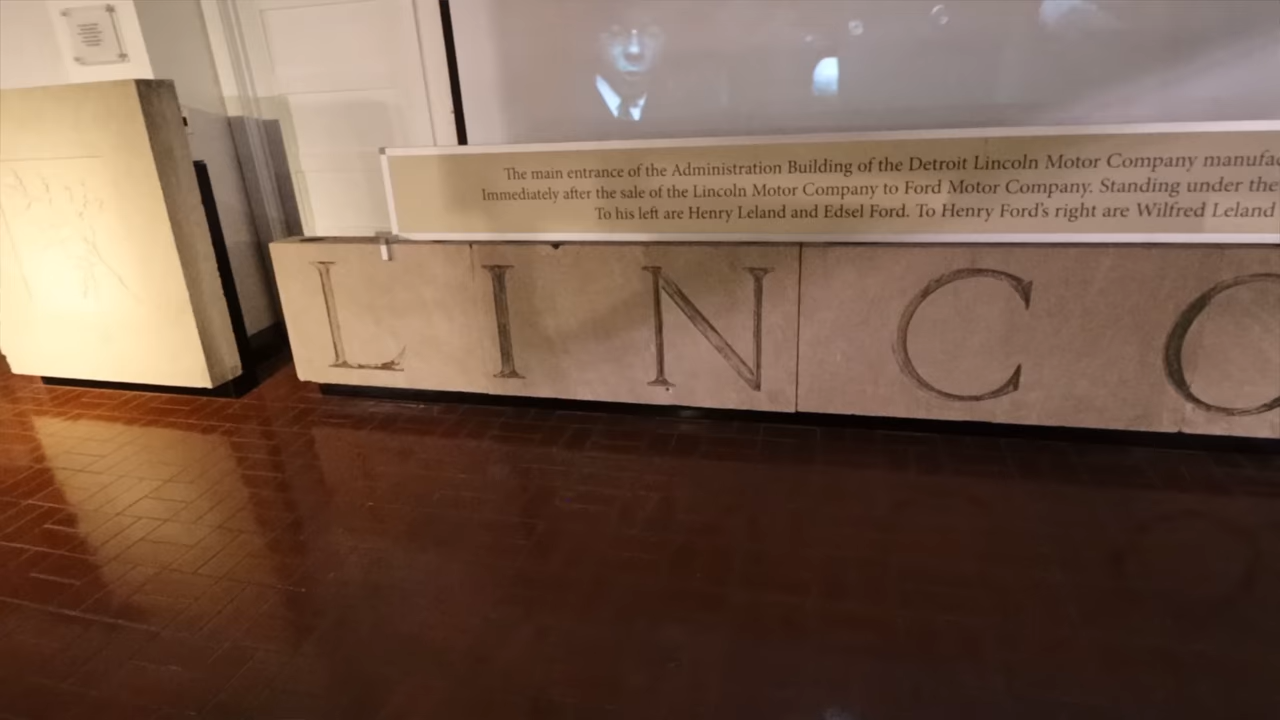 The main entrance of the Administration Building of the Detroit Lincoln Motor Company
Immediately after the sale of the Lincoln Motor Company to Ford Motor Company. Standing under the
To his left are Henry Leland and Edsel Ford. To Henry Ford's right are Wilfred Leland
LINCO